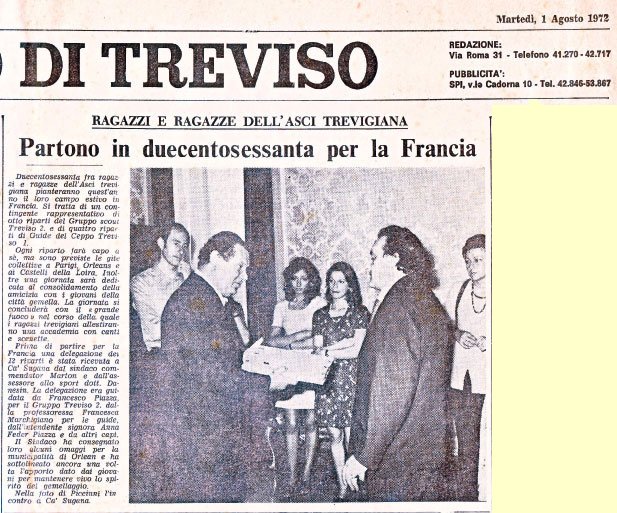 Martedì, 1 Agosto 1972
O DI TREVISO
REDAZIONE:
Via Roma 31 - Telefono 41.270 - 42.717
PUBBLICITA':
SPI, v.le Cadorna 10 - Tel. 42.846-53.867
RAGAZZI E RAGAZZE DELL'ASCI TREVIGIANA
Partono in duecentosessanta per la Francia
Duecentosessanta fra ragaz
zi e ragazze dell'Asci trevi
giana pianteranno quest'an
no il loro campo estivo in
Francia. Si tratta di un con
tingente rappresentativo di
otto riparti del Gruppo scout
Treviso 2. e di quattro ripar
ti di Guide del Ceppo Trevi
so 1.
Ogni riparto farà capo a
sè, ma sono previste le gite
collettive a Parigi, Orleans e
ai Castelli della Loira. Inol
tre una giornata sarà dedi
cata al consolidamento della
amicizia con i giovani della
città gemella. La giornata si
concluderà con il «grande
fuoco» nel corso della quale
i ragazzi trevigiani allestiran
no una accademia con canti
e scenette.
Prima di partire per la
Francia una delegazione dei
12 riparti è stata ricevuta a
Ca' Sugana dal sindaco com
mendator Marton e dall'as
sessore allo sport dott. Da
nesin. La delegazione era gui
data da Francesco Piazza,
per il Gruppo Treviso 2. dal
la professoressa Francesca
Marchigiano per le guide,
dall'intendente signora Anna
Feder Piazza e da altri capi.
Il Sindaco ha consegnato
loro alcuni omaggi per la
municipalità di Orlean e ha
sottolineato ancora una vol
ta l'apporto dato dai giova
ni per mantenere vivo lo spi
rito del gemellaggio.
Nella foto di Piccinni l'in
contro a Ca' Sugana.